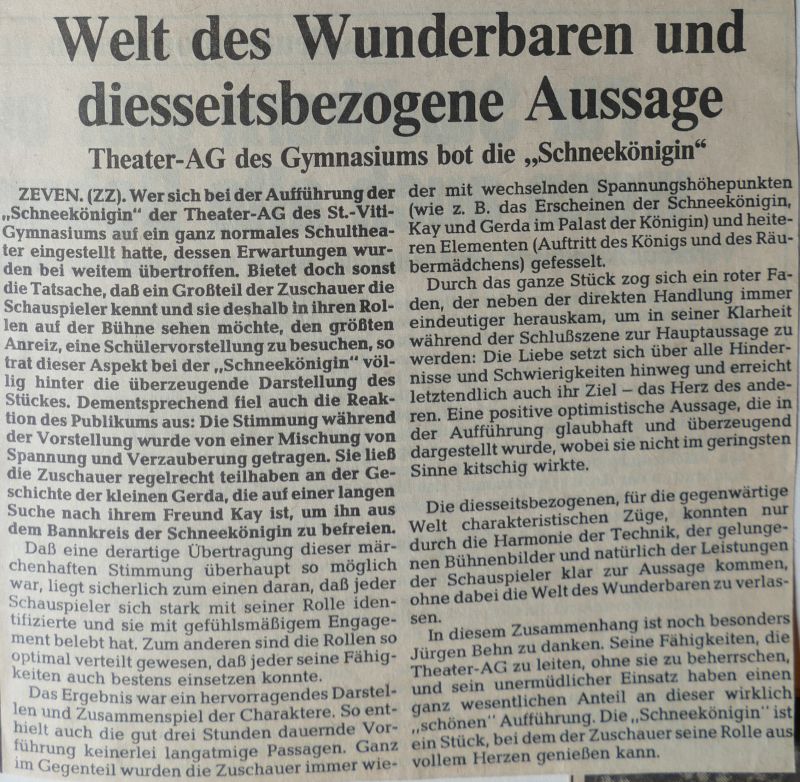 Welt des Wunderbaren und
diesseitsbezogene Aussage
Theater-AG des Gymnasiums bot die „Schneekönigin“
ZEVEN. (ZZ). Wer sich bei der Aufführung der
„Schneekönigin“ der Theater-AG des St.-Viti-
Gymnasiums auf ein ganz normales Schulthea-
ter eingestellt hatte, dessen Erwartungen wur-
den bei weitem übertroffen. Bietet doch sonst
die Tatsache, daß ein Großteil der Zuschauer die
Schauspieler kennt und sie deshalb in ihren Rol-
len auf der Bühne sehen möchte, den größten
Anreiz, eine Schülervorstellung zu besuchen, so
trat dieser Aspekt bei der „Schneekönigin“ völ-
lig hinter die überzeugende Darstellung des
Stückes. Dementsprechend fiel auch die Reak-
tion des Publikums aus: Die Stimmung während
der Vorstellung wurde von einer Mischung von
Spannung und Verzauberung getragen. Sie ließ
die Zuschauer regelrecht teilhaben an der Ge-
schichte der kleinen Gerda, die auf einer langen
Suche nach ihrem Freund Kay ist, um ihn aus
dem Bannkreis der Schneekönigin zu befreien.
Daß eine derartige Übertragung dieser mär-
chenhaften Stimmung überhaupt so möglich
war, liegt sicherlich zum einen daran, daß jeder
Schauspieler sich stark mit seiner Rolle iden-
tifizierte und sie mit gefühlsmäßigem Engage-
ment belebt hat. Zum anderen sind die Rollen so
optimal verteilt gewesen, daß jeder seine Fähig-
keiten auch bestens einsetzen konnte.
Das Ergebnis war ein hervorragendes Darstel-
len und Zusammenspiel der Charaktere. So ent-
hielt auch die gut drei Stunden dauernde Vor-
führung keinerlei langatmige Passagen. Ganz
im Gegenteil wurden die Zuschauer immer wie-
der mit wechselnden Spannungshöhepunkten
(wie z. B. das Erscheinen der Schneekönigin,
Kay und Gerda im Palast der Königin) und heite-
ren Elementen (Auftritt des Königs und des Räu-
bermädchens) gefesselt.
Durch das ganze Stück zog sich ein roter Fa-
den, der neben der direkten Handlung immer
eindeutiger herauskam, um in seiner Klarheit
während der Schlußszene zur Hauptaussage zu
werden: Die Liebe setzt sich über alle Hinder-
nisse und Schwierigkeiten hinweg und erreicht
letztendlich auch ihr Ziel – das Herz des ande-
ren. Eine positive optimistische Aussage, die in
der Aufführung glaubhaft und überzeugend
dargestellt wurde, wobei sie nicht im geringsten
Sinne kitschig wirkte.
Die diesseitsbezogenen, für die gegenwärtige
Welt charakteristischen Züge, konnten nur
durch die Harmonie der Technik, der gelunge-
nen Bühnenbilder und natürlich der Leistungen
der Schauspieler klar zur Aussage kommen,
ohne dabei die Welt des Wunderbaren zu verlas-
sen.
In diesem Zusammenhang ist noch besonders
Jürgen Behn zu danken. Seine Fähigkeiten, die
Theater-AG zu leiten, ohne sie zu beherrschen,
und sein unermüdlicher Einsatz haben einen
ganz wesentlichen Anteil an dieser wirklich
„schönen“ Aufführung. Die „Schneekönigin“ ist
ein Stück, bei dem der Zuschauer seine Rolle aus
vollem Herzen genießen kann.